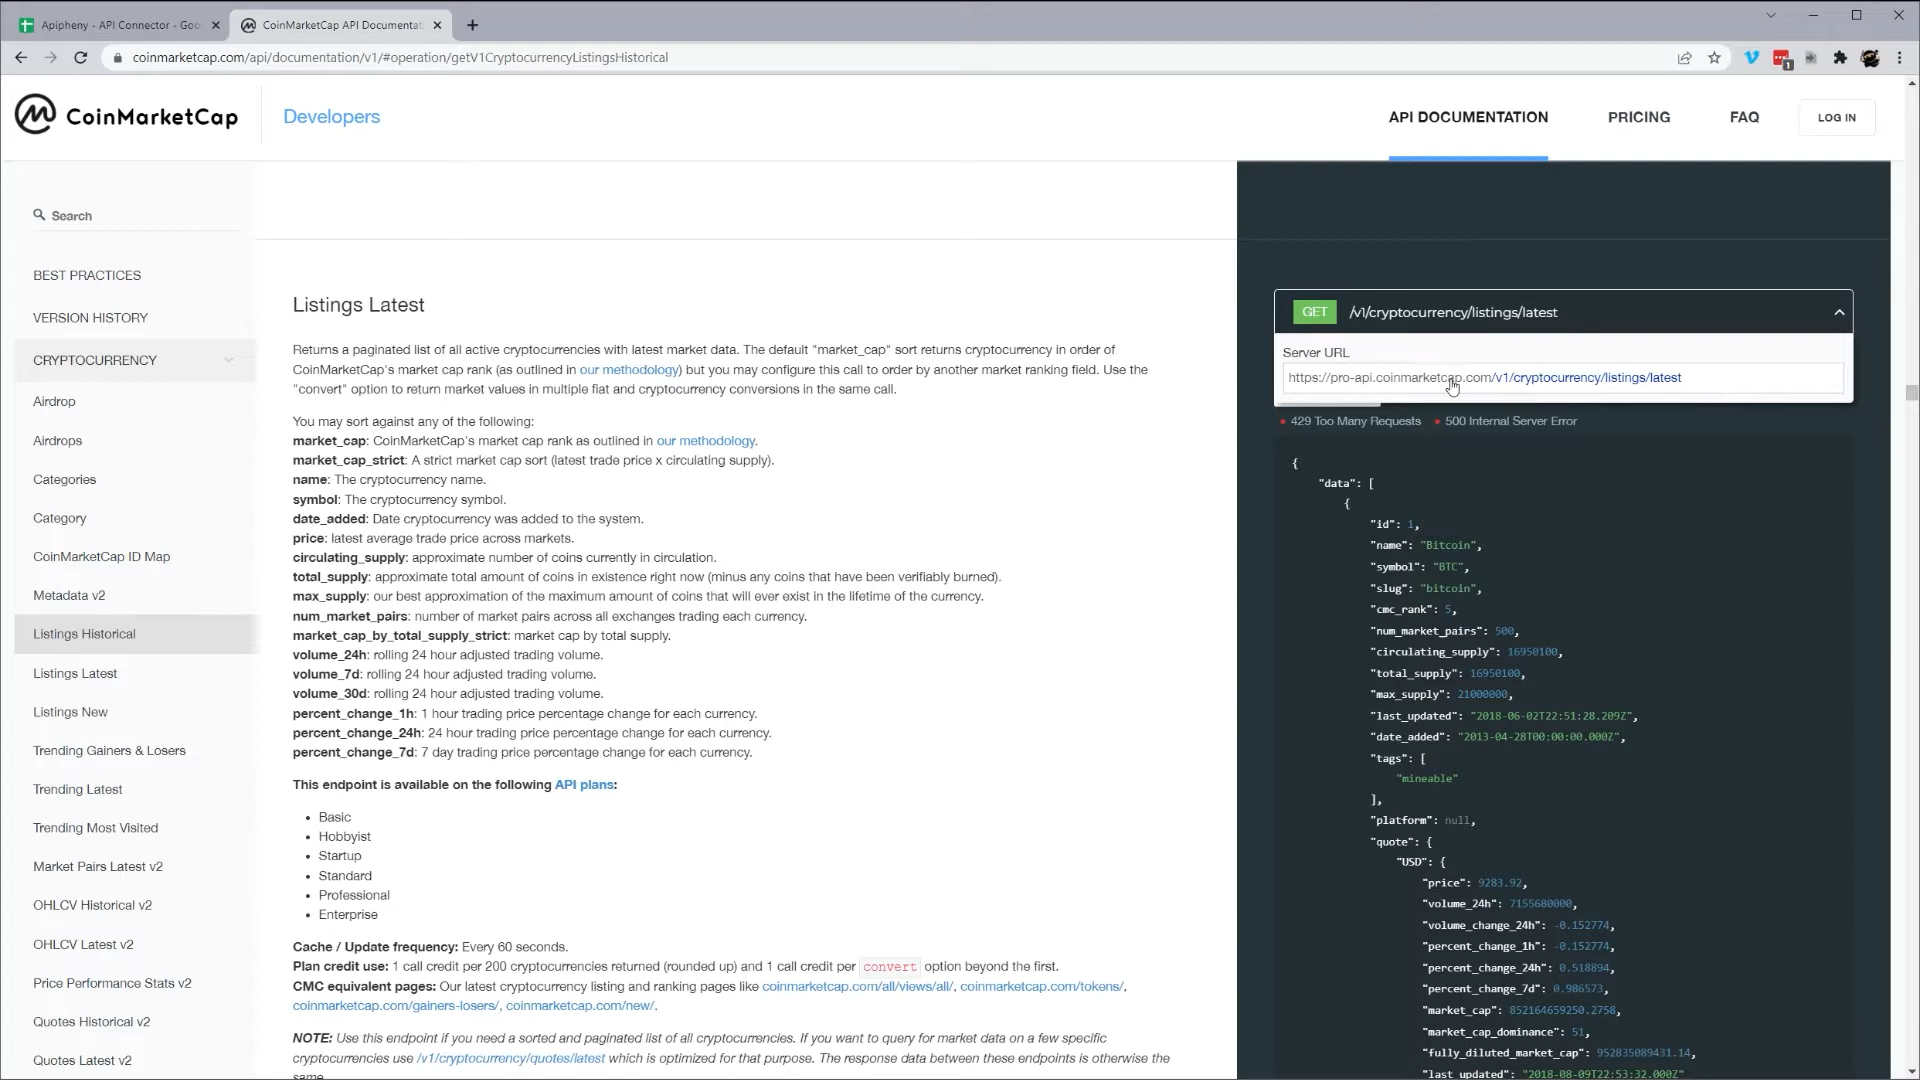 Apipheny - API Connector - Goo
CoinMarketCap API Documentati
coinmarketcap.com/api/documentation/v1/#operation/getV1CryptocurrencyListingsHistorical
1
CoinMarketCap
Developers
API DOCUMENTATION
PRICING
FAQ
LOG IN
Search
BEST PRACTICES
VERSION HISTORY
CRYPTOCURRENCY
Airdrop
Airdrops
Categories
Category
CoinMarketCap ID Map
Metadata v2
Listings Historical
Listings Latest
Listings New
Trending Gainers & Losers
Trending Latest
Trending Most Visited
Market Pairs Latest v2
OHLCV Historical v2
OHLCV Latest v2
Price Performance Stats v2
Quotes Historical v2
Quotes Latest v2
Listings Latest
Returns a paginated list of all active cryptocurrencies with latest market data. The default "market_cap" sort returns cryptocurrency in order of
CoinMarketCap's market cap rank (as outlined in our methodology) but you may configure this call to order by another market ranking field. Use the
"convert" option to return market values in multiple fiat and cryptocurrency conversions in the same call.
You may sort against any of the following:
market_cap: CoinMarketCap's market cap rank as outlined in our methodology.
market_cap_strict: A strict market cap sort (latest trade price x circulating supply).
name: The cryptocurrency name.
symbol: The cryptocurrency symbol.
date_added: Date cryptocurrency was added to the system.
price: latest average trade price across markets.
circulating_supply: approximate number of coins currently in circulation.
total_supply: approximate total amount of coins in existence right now (minus any coins that have been verifiably burned).
max_supply: our best approximation of the maximum amount of coins that will ever exist in the lifetime of the currency.
num_market_pairs: number of market pairs across all exchanges trading each currency.
market_cap_by_total_supply_strict: market cap by total supply.
volume_24h: rolling 24 hour adjusted trading volume.
volume_7d: rolling 24 hour adjusted trading volume.
volume_30d: rolling 24 hour adjusted trading volume.
percent_change_1h: 1 hour trading price percentage change for each currency.
percent_change_24h: 24 hour trading price percentage change for each currency.
percent_change_7d: 7 day trading price percentage change for each currency.
This endpoint is available on the following API plans:
• Basic
• Hobbyist
• Startup
• Standard
• Professional
• Enterprise
Cache / Update frequency: Every 60 seconds.
Plan credit use: 1 call credit per 200 cryptocurrencies returned (rounded up) and 1 call credit per convert option beyond the first.
CMC equivalent pages: Our latest cryptocurrency listing and ranking pages like coinmarketcap.com/all/views/all/, coinmarketcap.com/tokens/,
coinmarketcap.com/gainers-losers/, coinmarketcap.com/new/.
NOTE: Use this endpoint if you need a sorted and paginated list of all cryptocurrencies. If you want to query for market data on a few specific
cryptocurrencies use /v1/cryptocurrency/quotes/latest which is optimized for that purpose. The response data between these endpoints is otherwise the
same.
GET /v1/cryptocurrency/listings/latest
Server URL
https://pro-api.coinmarketcap.com/v1/cryptocurrency/listings/latest
429 Too Many Requests 500 Internal Server Error
{
"data": [
{
"id": 1,
"name": "Bitcoin",
"symbol": "BTC",
"slug": "bitcoin",
"cmc_rank": 5,
"num_market_pairs": 500,
"circulating_supply": 16950100,
"total_supply": 16950100,
"max_supply": 21000000,
"last_updated": "2018-06-02T22:51:28.209Z",
"date_added": "2013-04-28T00:00:00.000Z",
"tags": [
"mineable"
],
"platform": null,
"quote": {
"USD": {
"price": 9283.92,
"volume_24h": 7155680000,
"volume_change_24h": -0.152774,
"percent_change_1h": -0.152774,
"percent_change_24h": 0.518894,
"percent_change_7d": 0.986573,
"market_cap": 852164659250.2758,
"market_cap_dominance": 51,
"fully_diluted_market_cap": 952835089431.14,
"last_updated": "2018-08-09T22:53:32.000Z"